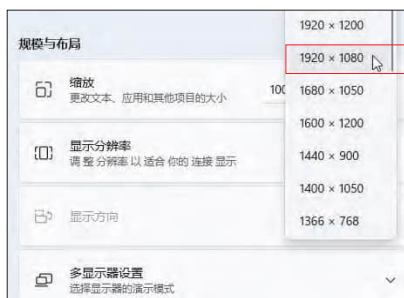 规模与布局
缩放
更改文本、应用和其他项目的大小
100
显示分辨率
调整分辨率以适合你的连接显示
显示方向
多显示器设置
选择显示器的演示模式
1920 × 1200
1920 × 1080
1680 × 1050
1600 × 1200
1440 × 900
1400 × 1050
1366 × 768